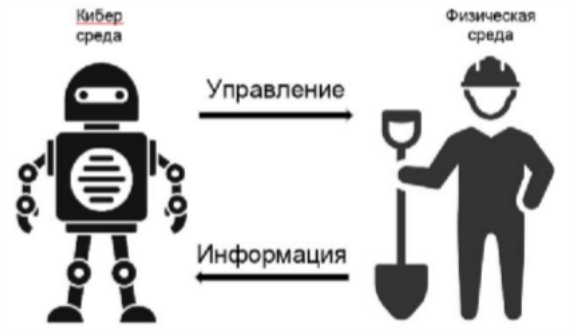 Кибер
среда
Физическая
среда
Управление
Информация